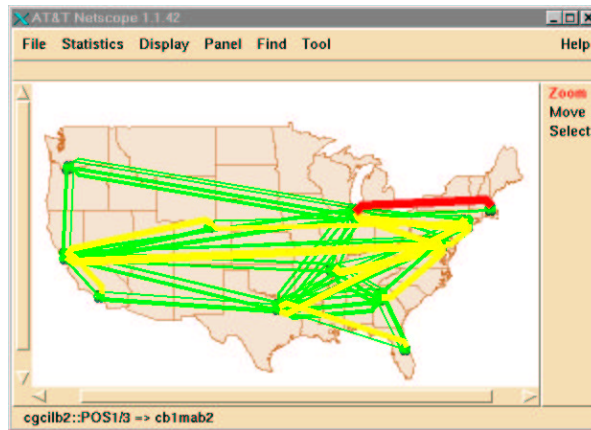 AT&T Netscope 1.1.42
File Statistics Display Panel Find Tool Help
Zoom
Move
Select
cgcilb2::POS1/3 => cb1mab2